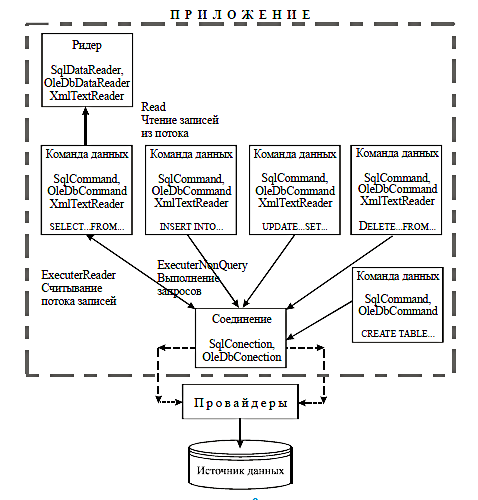 ПРИЛОЖЕНИЕ
Ридер
SqlDataReader,
OleDbDataReader
XmlTextReader
Read
Чтение записей
из потока
Команда данных
SqlCommand,
OleDbCommand
XmlTextReader
SELECT...FROM...
Команда данных
SqlCommand,
OleDbCommand
XmlTextReader
INSERT INTO...
Команда данных
SqlCommand,
OleDbCommand
XmlTextReader
UPDATE...SET...
Команда данных
SqlCommand,
OleDbCommand
XmlTextReader
DELETE...FROM...
ExecuterReader
Считывание
потока записей
ExecuterNonQuery
Выполнение
запросов
Команда данных
SqlCommand,
OleDbCommand
CREATE TABLE...
Соединение
SqlConection,
OleDbConection
Провайдеры
Источник данных